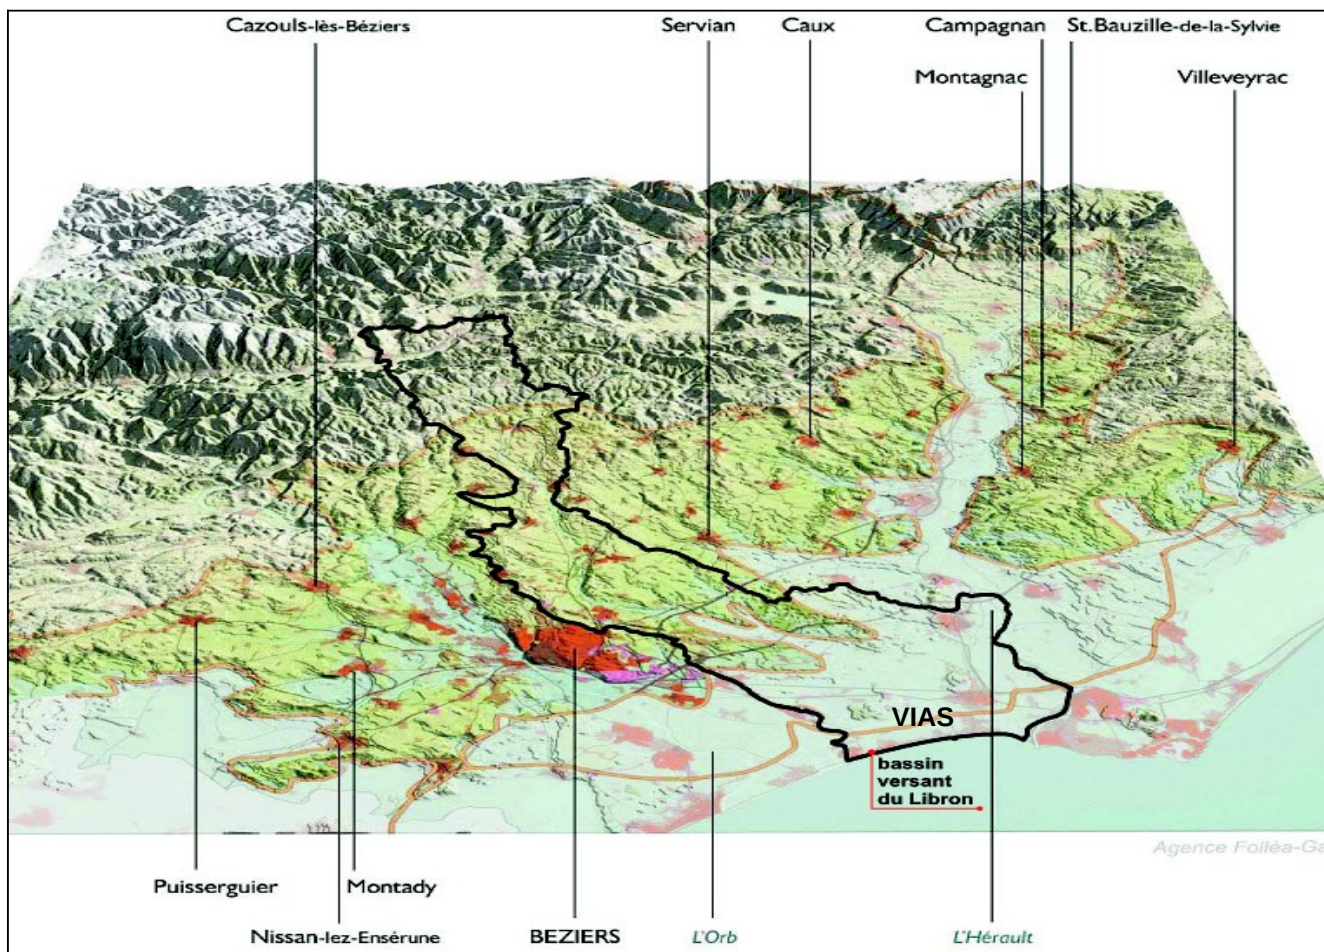 Cazouls-lès-Béziers
Servian
Caux
Campagnan
St.Bauzille-de-la-Sylvie
Montagnac
Villeveyrac
VIAS
bassin
versant
du Libron
Agence Folléa-Ga
Puisserguier
Montady
Nissan-lez-Ensérune
BEZIERS
L'Orb
L'Hérault